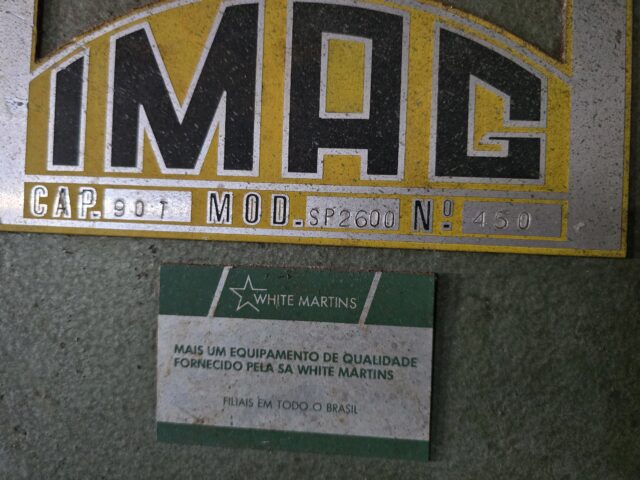 IMAG
CAP. 90T MOD. SP2600 Nº 450
WHITE MARTINS
MAIS UM EQUIPAMENTO DE QUALIDADE
FORNECIDO PELA SA WHITE MARTINS
FILIAIS EM TODO O BRASIL